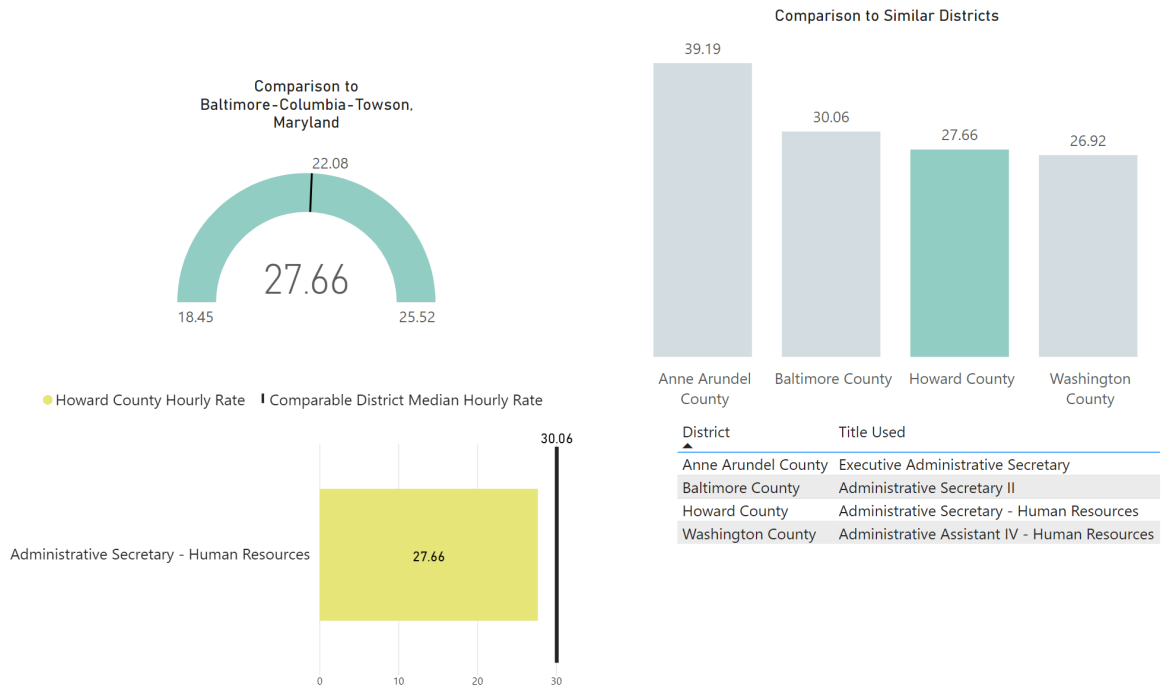 Comparison to
Baltimore-Columbia-Towson,
Maryland
22.08
27.66
18.45
25.52
Howard County Hourly Rate
Comparable District Median Hourly Rate
30.06
Administrative Secretary - Human Resources
27.66
0
10
20
30
Comparison to Similar Districts
39.19
30.06
27.66
26.92
Anne Arundel
County
Baltimore County
Howard County
Washington
County
District
Title Used
Anne Arundel County Executive Administrative Secretary
Baltimore County Administrative Secretary II
Howard County Administrative Secretary - Human Resources
Washington County Administrative Assistant IV - Human Resources